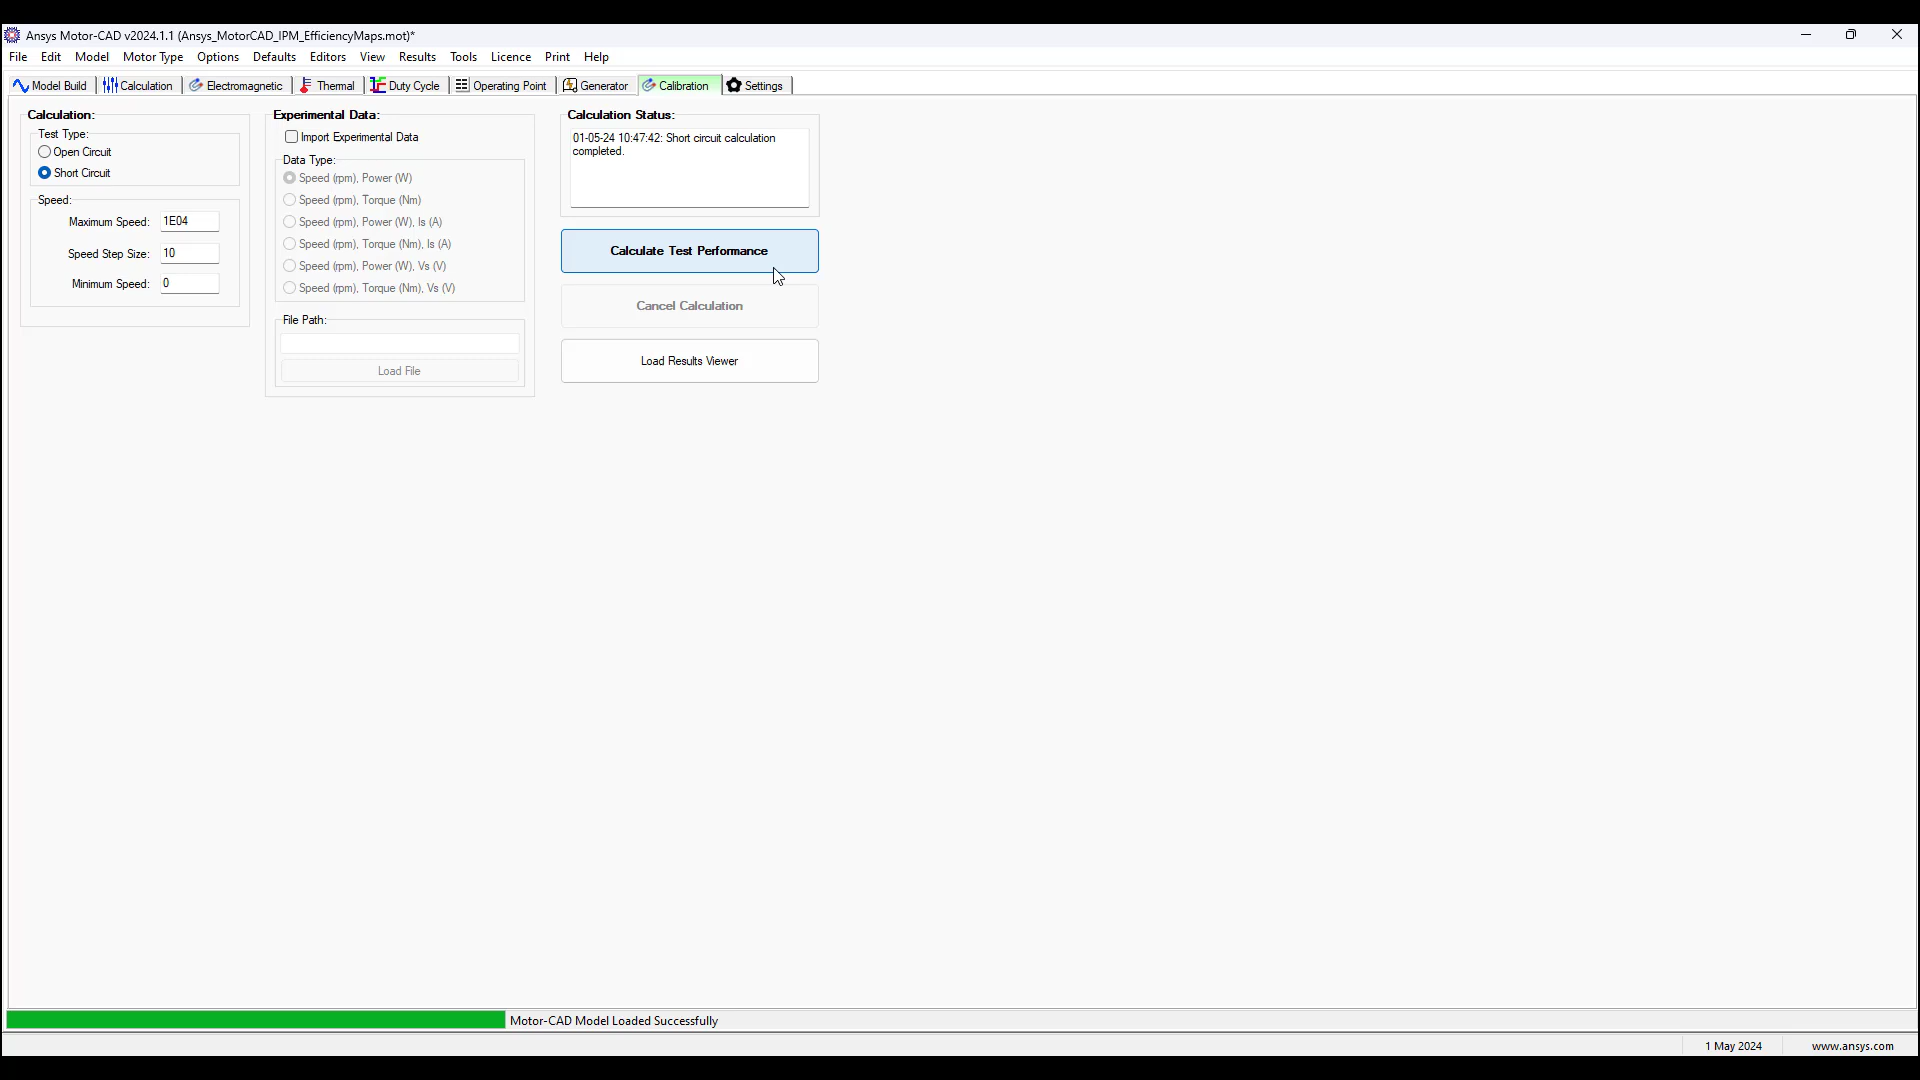 Ansys Motor-CAD v2024.1.1 (Ansys_MotorCAD_IPM_EfficiencyMaps.mot)*
File Edit Model Motor Type Options Defaults Editors View Results Tools Licence Print Help
Model Build Calculation Electromagnetic Thermal Duty Cycle Operating Point Generator Calibration Settings
Calculation:
Test Type:
Open Circuit
Short Circuit
Speed:
Maximum Speed: 1E04
Speed Step Size: 10
Minimum Speed: 0
Experimental Data:
Import Experimental Data
Data Type:
Speed (rpm), Power (W)
Speed (rpm), Torque (Nm)
Speed (rpm), Power (W), Is (A)
Speed (rpm), Torque (Nm), Is (A)
Speed (rpm), Power (W), Vs (V)
Speed (rpm), Torque (Nm), Vs (V)
File Path:
Load File
Calculation Status:
01-05-24 10:47:42: Short circuit calculation
completed.
Calculate Test Performance
Cancel Calculation
Load Results Viewer
Motor-CAD Model Loaded Successfully
1 May 2024 www.ansys.com